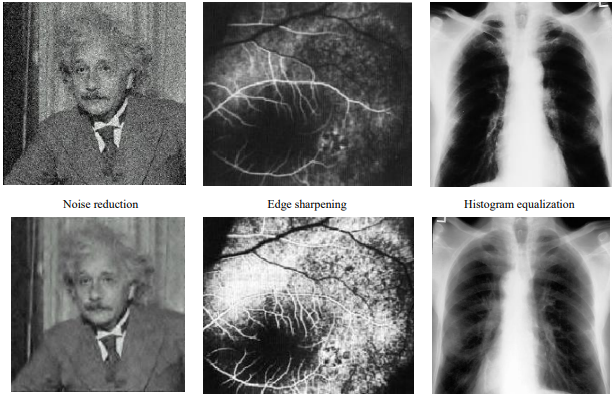 Noise reduction
Edge sharpening
Histogram equalization